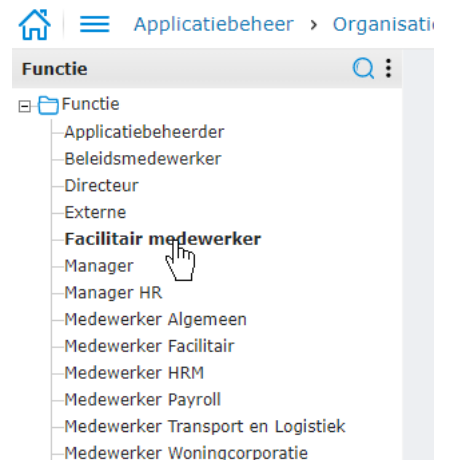 Applicatiebeheer › Organisati
Functie
Functie
Applicatiebeheerder
Beleidsmedewerker
Directeur
Externe
Facilitair medewerker
Manager
Manager HR
Medewerker Algemeen
Medewerker Facilitair
Medewerker HRM
Medewerker Payroll
Medewerker Transport en Logistiek
Medewerker Woningcorporatie